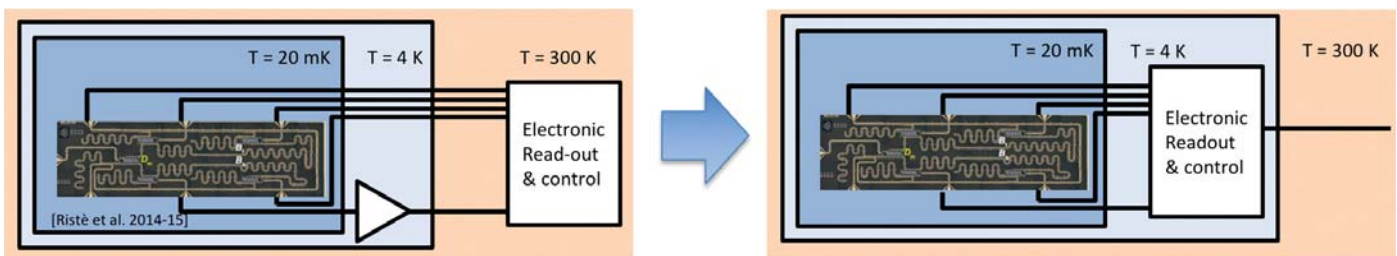 T = 20 mK
T = 4 K
T = 300 K
Electronic
Read-out
& control
[Ristè et al. 2014-15]
T = 20 mK
T = 4 K
T = 300 K
Electronic
Readout
& control